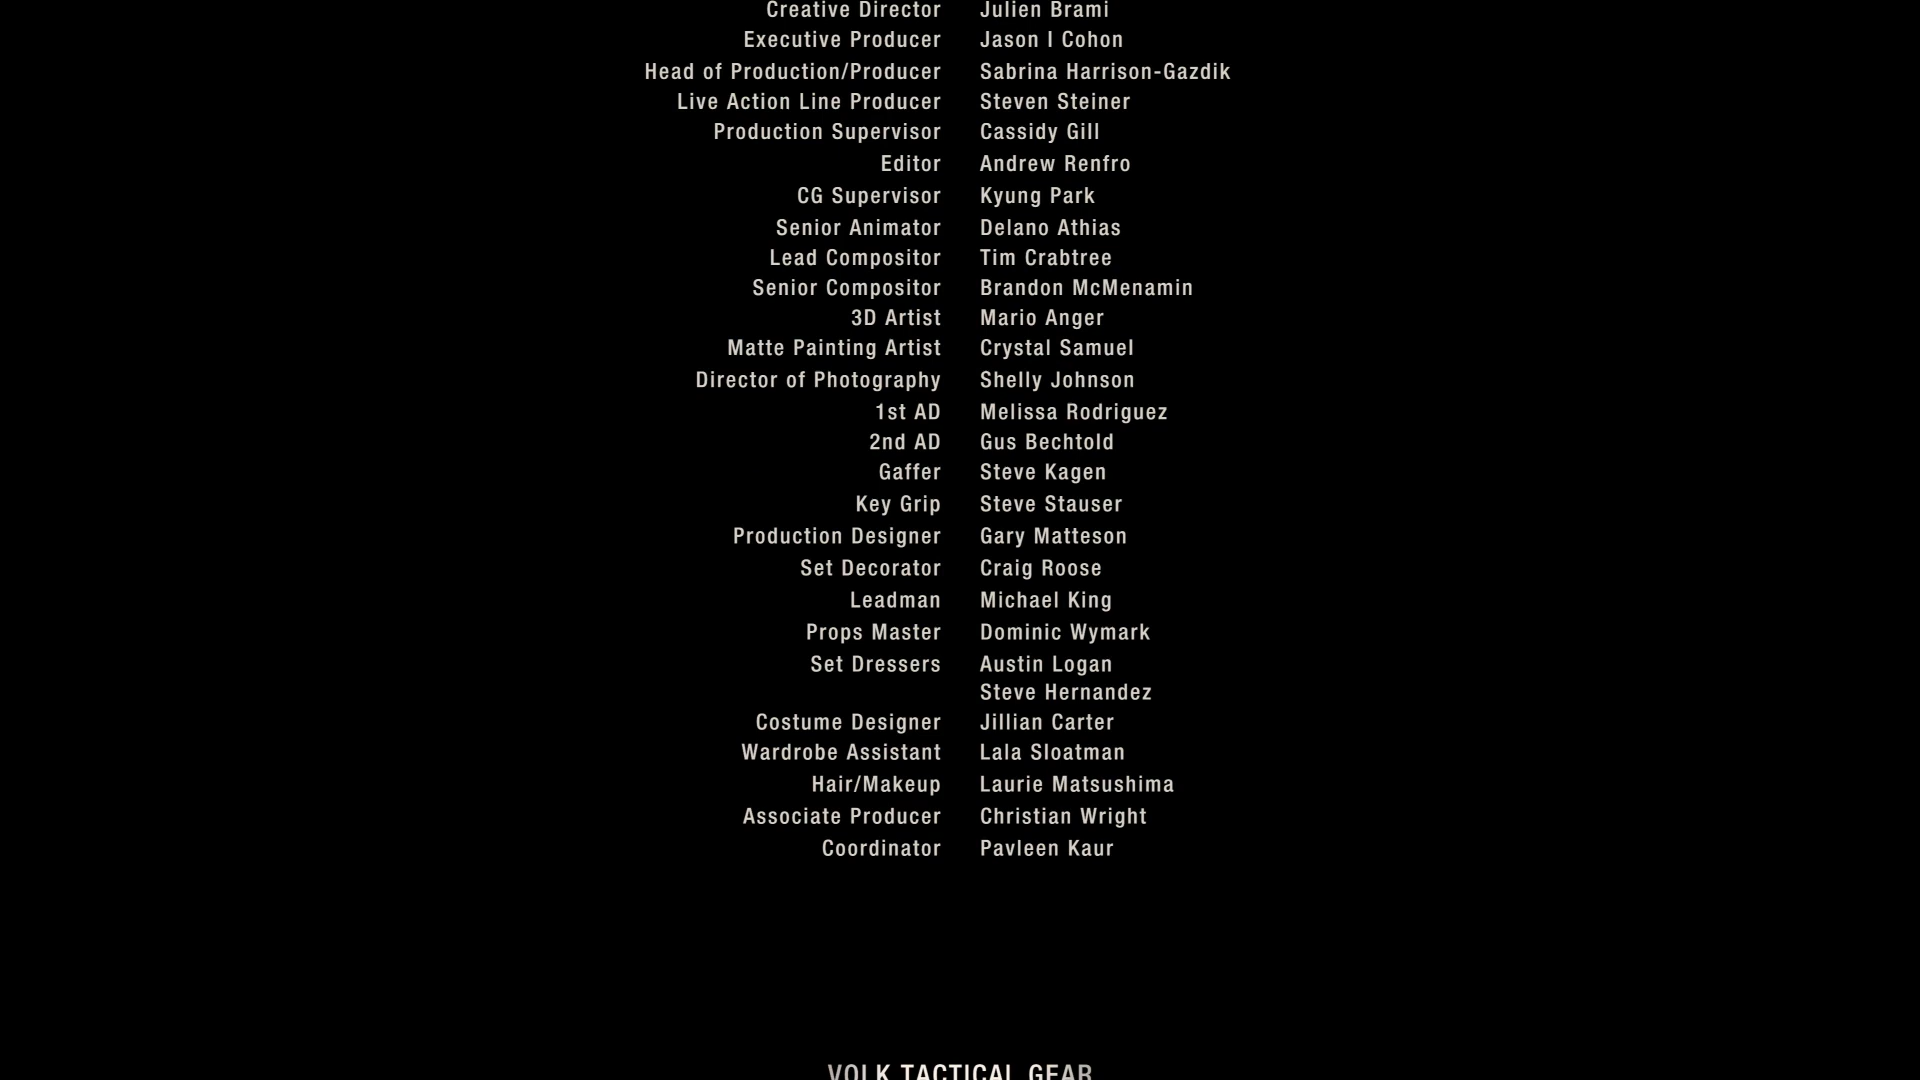 Creative Director Julien Brami
Executive Producer Jason I Cohon
Head of Production/Producer Sabrina Harrison-Gazdik
Live Action Line Producer Steven Steiner
Production Supervisor Cassidy Gill
Editor Andrew Renfro
CG Supervisor Kyung Park
Senior Animator Delano Athias
Lead Compositor Tim Crabtree
Senior Compositor Brandon McMenamin
3D Artist Mario Anger
Matte Painting Artist Crystal Samuel
Director of Photography Shelly Johnson
1st AD Melissa Rodriguez
2nd AD Gus Bechtold
Gaffer Steve Kagen
Key Grip Steve Stauser
Production Designer Gary Matteson
Set Decorator Craig Roose
Leadman Michael King
Props Master Dominic Wymark
Set Dressers Austin Logan
Steve Hernandez
Costume Designer Jillian Carter
Wardrobe Assistant Lala Sloatman
Hair/Makeup Laurie Matsushima
Associate Producer Christian Wright
Coordinator Pavleen Kaur
VOLK TACTICAL GEAR